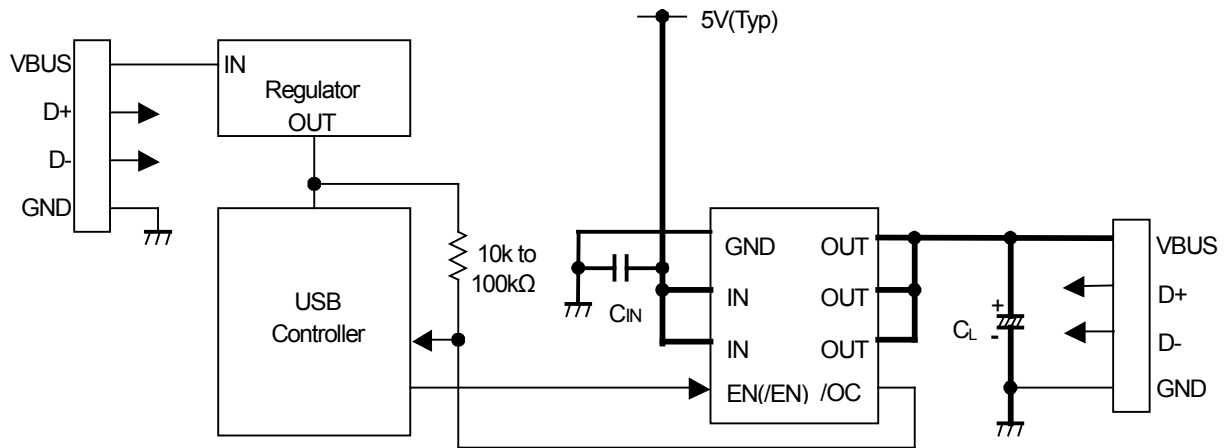 5V(Typ)
VBUS
D+
D-
GND
IN
Regulator
OUT
10k to
100kΩ
USB
Controller
CIN
GND
IN
IN
EN(/EN)
OUT
OUT
OUT
/OC
+
CL
-
VBUS
D+
D-
GND